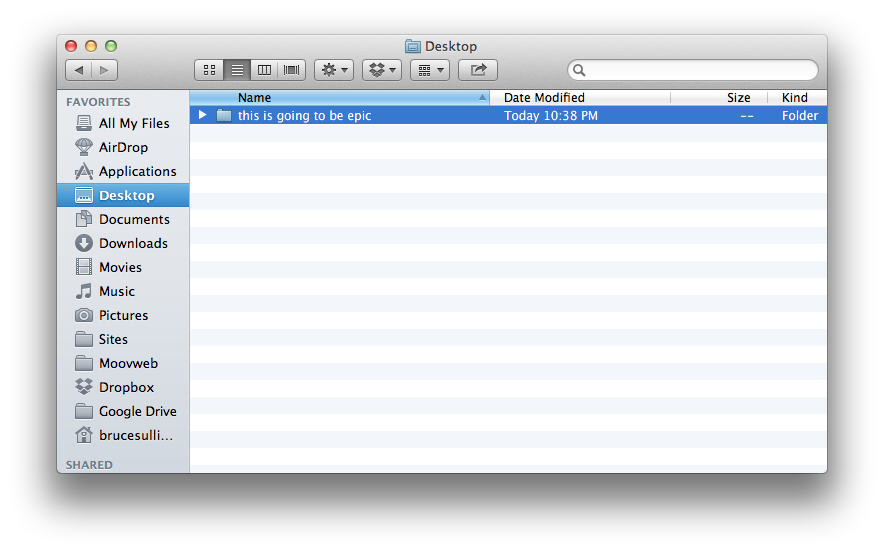 Desktop
FAVORITES
All My Files
AirDrop
Applications
Desktop
Documents
Downloads
Movies
Music
Pictures
Sites
Moovweb
Dropbox
Google Drive
brucesulli...
SHARED
Name Date Modified Size Kind
this is going to be epic Today 10:38 PM -- Folder